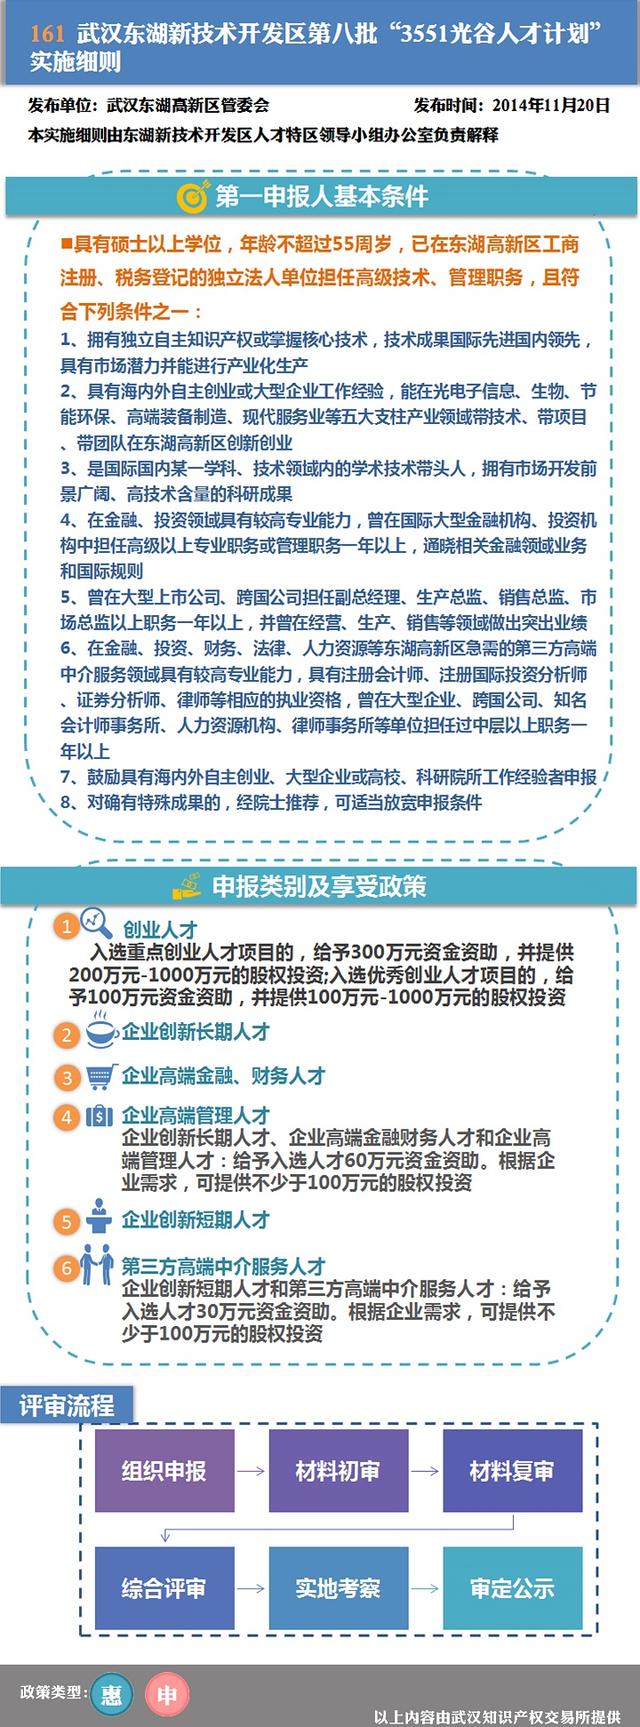 161 武汉东湖新技术开发区第八批“3551光谷人才计划”
实施细则
发布单位：武汉东湖高新区管委会 发布时间：2014年11月20日
本实施细则由东湖新技术开发区人才特区领导小组办公室负责解释
第一申报人基本条件
■具有硕士以上学位，年龄不超过55周岁，已在东湖高新区工商
注册、税务登记的独立法人单位担任高级技术、管理职务，且符
合下列条件之一：
1、拥有独立自主知识产权或掌握核心技术，技术成果国际先进国内领先，
具有市场潜力并能进行产业化生产
2、具有海内外自主创业或大型企业工作经验，能在光电子信息、生物、节
能环保、高端装备制造、现代服务业等五大支柱产业领域带技术、带项目
、带团队在东湖高新区创新创业
3、是国际国内某一学科、技术领域内的学术技术带头人，拥有市场开发前
景广阔、高技术含量的科研成果
4、在金融、投资领域具有较高专业能力，曾在国际大型金融机构、投资机
构中担任高级以上专业职务或管理职务一年以上，通晓相关金融领域业务
和国际规则
5、曾在大型上市公司、跨国公司担任副总经理、生产总监、销售总监、市
场总监以上职务一年以上，并曾在经营、生产、销售等领域做出突出业绩
6、在金融、投资、财务、法律、人力资源等东湖高新区急需的第三方高端
中介服务领域具有较高专业能力，具有注册会计师、注册国际投资分析师
、证券分析师、律师等相应的执业资格，曾在大型企业、跨国公司、知名
会计师事务所、人力资源机构、律师事务所等单位担任过中层以上职务一
年以上
7、鼓励具有海内外自主创业、大型企业或高校、科研院所工作经验者申报
8、对确有特殊成果的，经院士推荐，可适当放宽申报条件
申报类别及享受政策
1 创业人才
入选重点创业人才项目的，给予300万元资金资助，并提供
200万元-1000万元的股权投资;入选优秀创业人才项目的，给
予100万元资金资助，并提供100万元-1000万元的股权投资
2 企业创新长期人才
3 企业高端金融、财务人才
4 企业高端管理人才
企业创新长期人才、企业高端金融财务人才和企业高
端管理人才：给予入选人才60万元资金资助。根据企
业需求，可提供不少于100万元的股权投资
5 企业创新短期人才
6 第三方高端中介服务人才
企业创新短期人才和第三方高端中介服务人才：给予
入选人才30万元资金资助。根据企业需求，可提供不
少于100万元的股权投资
评审流程
组织申报 材料初审 材料复审
综合评审 实地考察 审定公示
政策类型： 惠 申
以上内容由武汉知识产权交易所提供